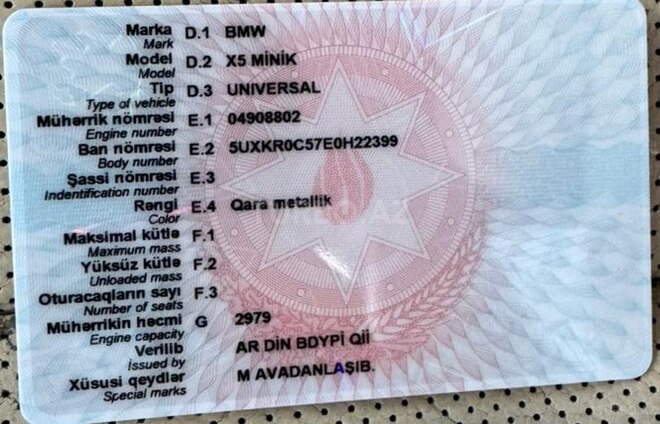 Marka D.1 BMW
Mark
Model D.2 X5 MİNİK
Model
Tip D.3 UNIVERSAL
Type of vehicle
Mühərrik nömrəsi E.1 04908802
Engine number
Ban nömrəsi E.2 5UXKR0C57E0H22399
Body number
Şassi nömrəsi E.3
Indentification number
Rəngi E.4 Qara metallik
Color
Maksimal kütlə F.1
Maximum mass
Yüksüz kütlə F.2
Unloaded mass
Oturacaqların sayı F.3
Number of seats
Mühərrikin həcmi G 2979
Engine capacity
Verilib AR DİN BDYPİ Qİİ
Issued by
Xüsusi qeydlər M AVADANLAŞIB.
Special marks